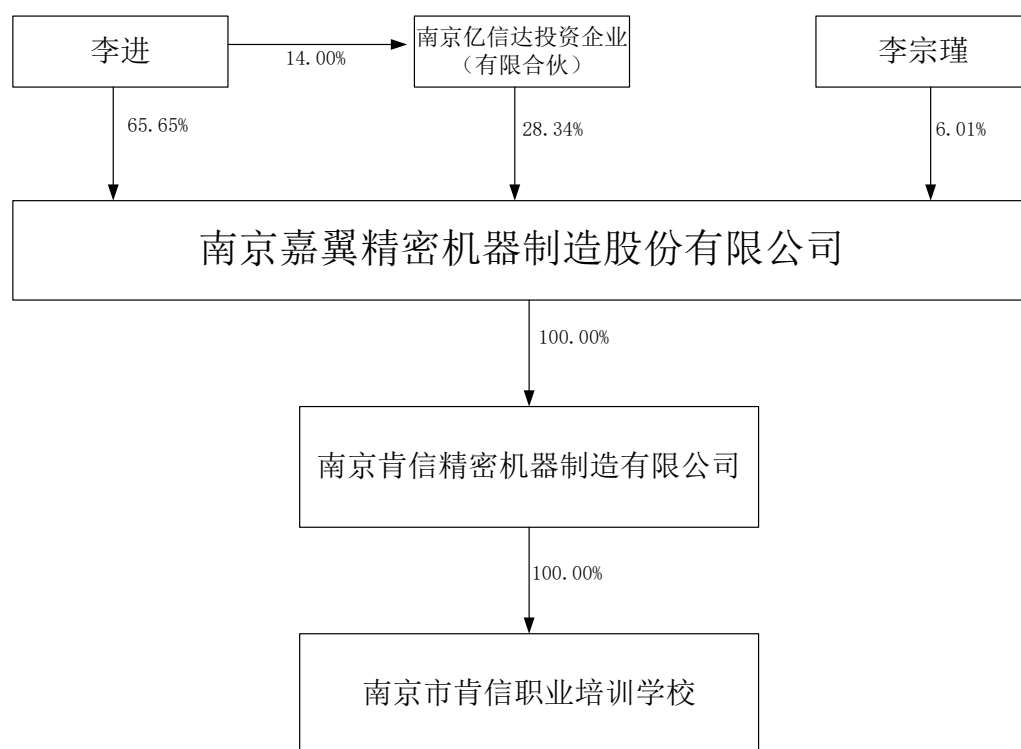 李进
14.00%
南京亿信达投资企业
（有限合伙）
李宗瑾
65.65%
28.34%
6.01%
南京嘉翼精密机器制造股份有限公司
100.00%
南京肯信精密机器制造有限公司
100.00%
南京市肯信职业培训学校